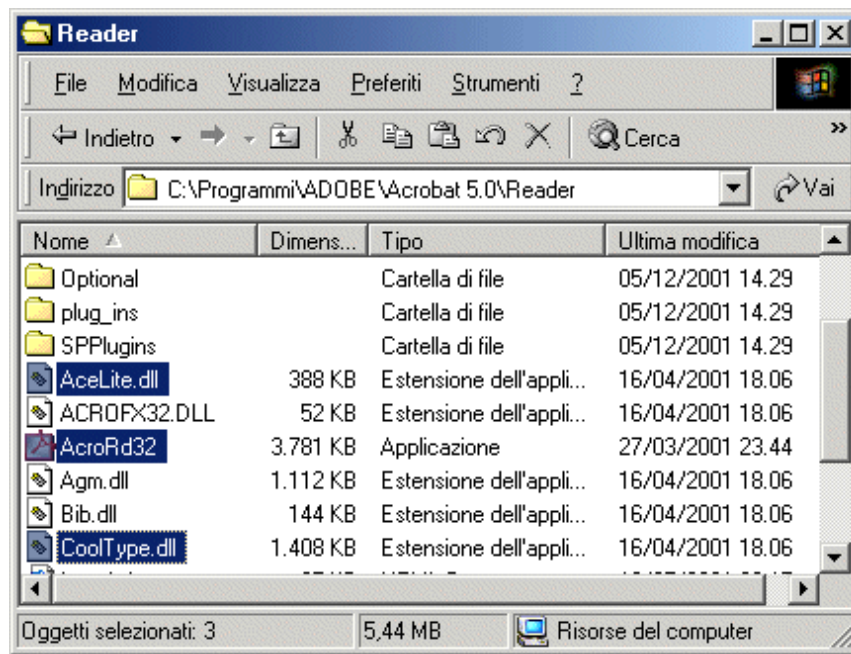 Reader
File Modifica Visualizza Preferiti Strumenti ?
Indietro Cerca »
Indirizzo C:\Programmi\ADOBE\Acrobat 5.0\Reader Vai
Nome Dimens... Tipo Ultima modifica
Optional Cartella di file 05/12/2001 14.29
plug_ins Cartella di file 05/12/2001 14.29
SPPlugins Cartella di file 05/12/2001 14.29
AceLite.dll 388 KB Estensione dell'appli... 16/04/2001 18.06
ACROFX32.DLL 52 KB Estensione dell'appli... 16/04/2001 18.06
AcroRd32 3.781 KB Applicazione 27/03/2001 23.44
Agm.dll 1.112 KB Estensione dell'appli... 16/04/2001 18.06
Bib.dll 144 KB Estensione dell'appli... 16/04/2001 18.06
CoolType.dll 1.408 KB Estensione dell'appli... 16/04/2001 18.06
Oggetti selezionati: 3 5,44 MB Risorse del computer